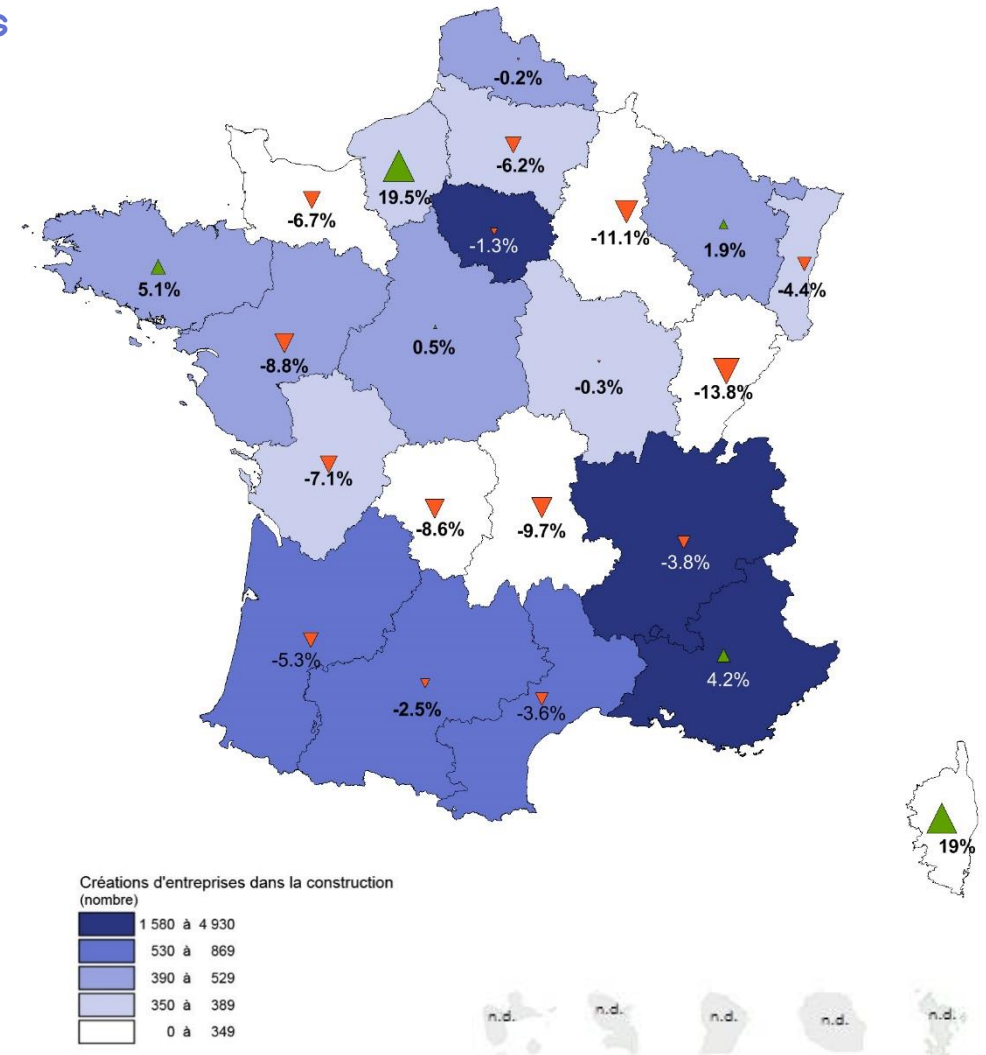 s
-0.2%
-6.2%
19.5%
-6.7%
-1.3%
-11.1%
1.9%
-4.4%
5.1%
-8.8%
0.5%
-0.3%
-13.8%
-7.1%
-8.6%
-9.7%
-3.8%
-5.3%
-2.5%
-3.6%
4.2%
19%
Créations d'entreprises dans la construction
(nombre)
1 580 à 4 930
530 à 869
390 à 529
350 à 389
0 à 349
n.d. n.d. n.d. n.d. n.d.